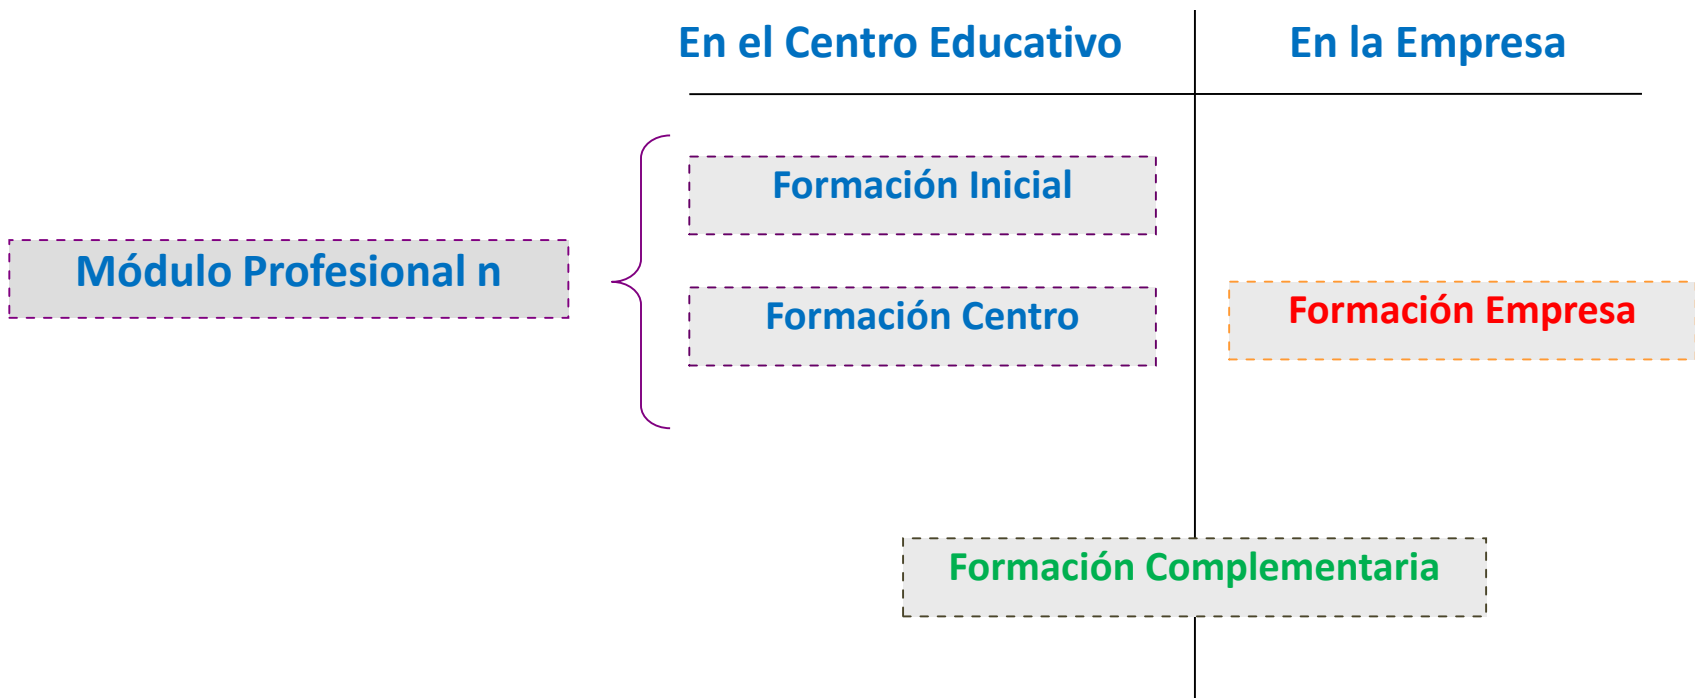 En el Centro Educativo
En la Empresa
Formación Inicial
Módulo Profesional n
Formación Centro
Formación Empresa
Formación Complementaria